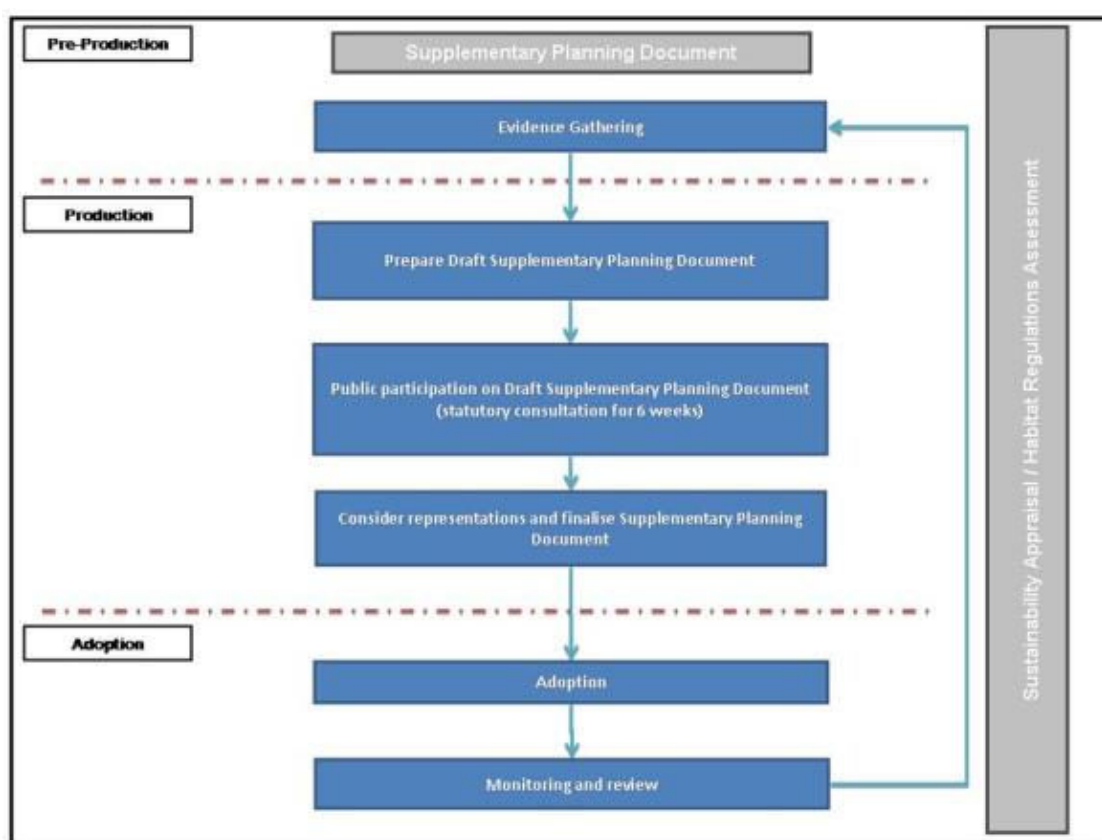 Pre-Production
Supplementary Planning Document
Evidence Gathering
Production
Prepare Draft Supplementary Planning Document
Public participation on Draft Supplementary Planning Document
(statutory consultation for 6 weeks)
Consider representations and finalise Supplementary Planning
Document
Adoption
Adoption
Monitoring and review
Sustainability Appraisal / Habitat Regulations Assessment